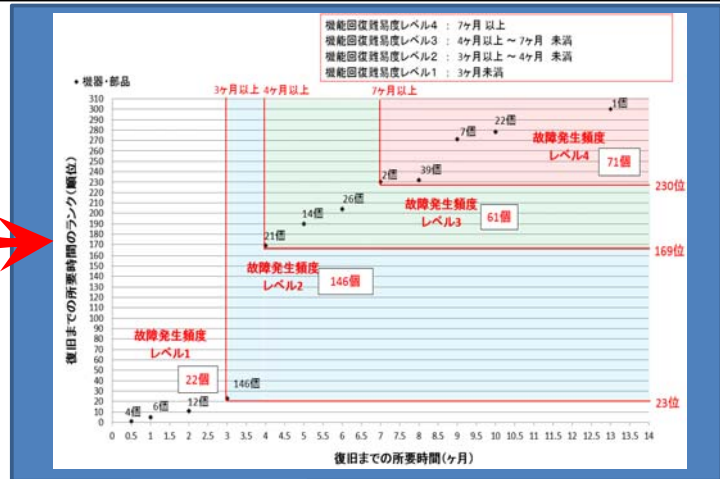 機能回復難易度レベル4 ： 7ヶ月 以上
機能回復難易度レベル3 ： 4ヶ月以上 ～ 7ヶ月 未満
機能回復難易度レベル2 ： 3ヶ月以上 ～ 4ヶ月 未満
機能回復難易度レベル1 ： 3ヶ月未満
◆ 機器・部品
3ヶ月以上 4ヶ月以上 7ヶ月以上
復旧までの所要時間のランク(順位)
310
300
290
280
270
260
250
240
230
220
210
200
190
180
170
160
150
140
130
120
110
100
90
80
70
60
50
40
30
20
10
0
1個
22個
7個
故障発生頻度
レベル4
71個
39個
2個
230位
26個
故障発生頻度
レベル3
61個
14個
21個
169位
故障発生頻度
レベル2
146個
故障発生頻度
レベル1
22個
146個
23位
12個
6個
4個
0 0.5 1 1.5 2 2.5 3 3.5 4 4.5 5 5.5 6 6.5 7 7.5 8 8.5 9 9.5 10 10.5 11 11.5 12 12.5 13 13.5 14
復旧までの所要時間(ヶ月)